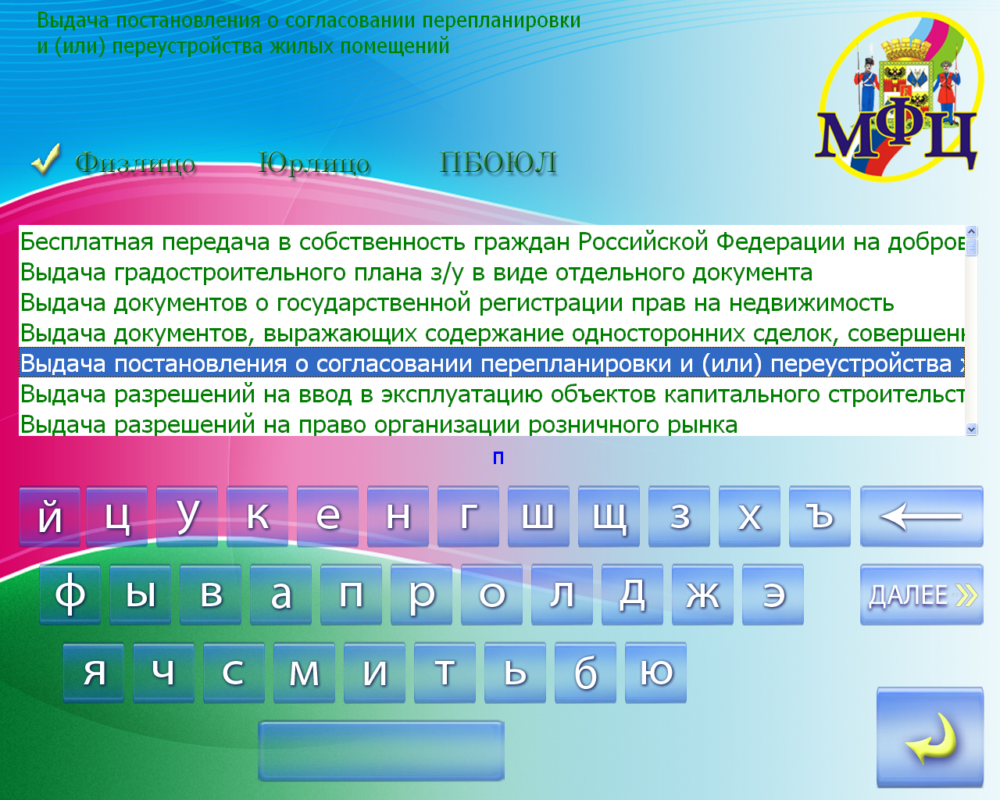 Выдача постановления о согласовании перепланировки
и (или) переустройства жилых помещений
МФЦ
Физлицо Юрлицо ПБОЮЛ
Бесплатная передача в собственность граждан Российской Федерации на добров
Выдача градостроительного плана з/у в виде отдельного документа
Выдача документов о государственной регистрации прав на недвижимость
Выдача документов, выражающих содержание односторонних сделок, совершенн
Выдача постановления о согласовании перепланировки и (или) переустройства ж
Выдача разрешений на ввод в эксплуатацию объектов капитального строительст
Выдача разрешений на право организации розничного рынка
п
й ц у к е н г ш щ з х ъ
ф ы в а п р о л д ж э ДАЛЕЕ
я ч с м и т ь б ю